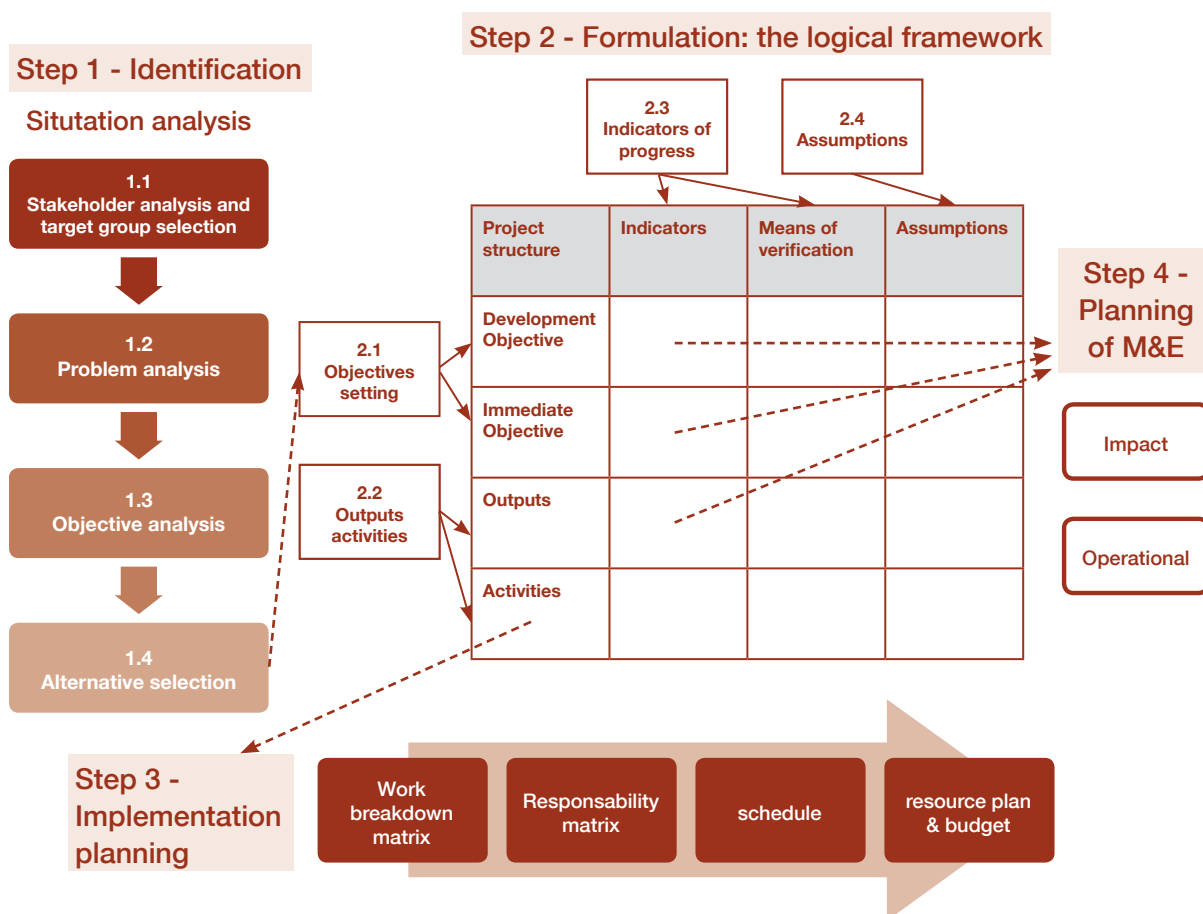 Step 1 - Identification
Situtation analysis
1.1
Stakeholder analysis and
target group selection
1.2
Problem analysis
1.3
Objective analysis
1.4
Alternative selection
Step 2 - Formulation: the logical framework
2.3
Indicators of
progress
2.4
Assumptions
2.1
Objectives
setting
2.2
Outputs
activities
Project
structure
Indicators
Means of
verification
Assumptions
Development
Objective
Immediate
Objective
Outputs
Activities
Step 4 -
Planning
of M&E
Impact
Operational
Step 3 -
Implementation
planning
Work
breakdown
matrix
Responsability
matrix
schedule
resource plan
& budget